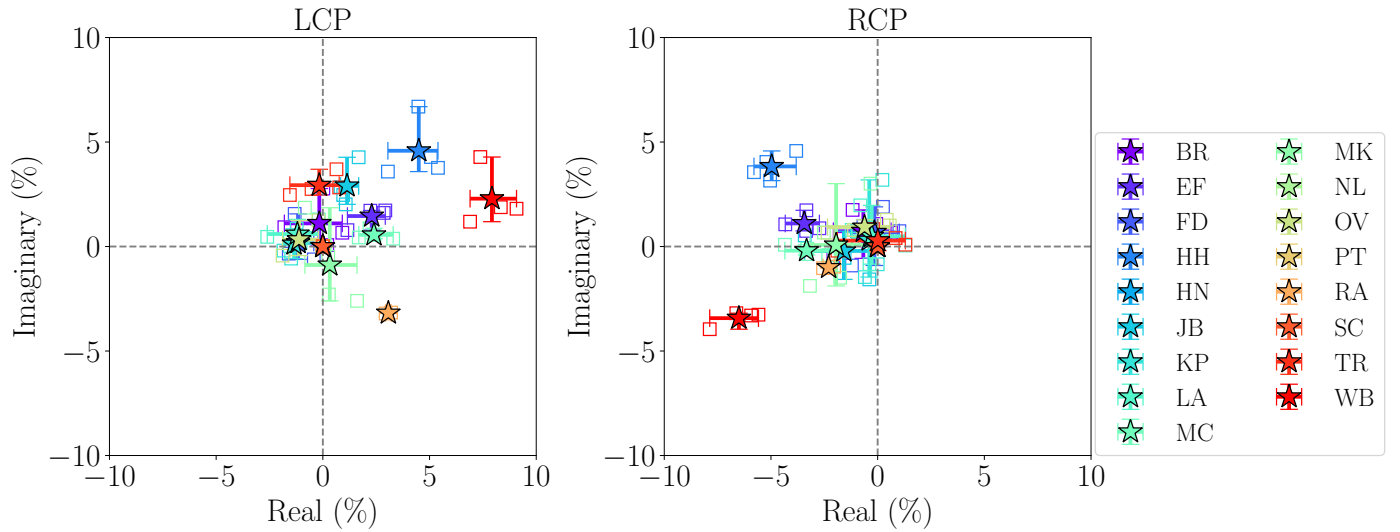 LCP
10
5
0
−5
−10
−10
−5
0
5
10
Real (%)
Imaginary (%)
RCP
10
5
0
−5
−10
−10
−5
0
5
10
Real (%)
Imaginary (%)
BR
EF
FD
HH
HN
JB
KP
LA
MC
MK
NL
OV
PT
RA
SC
TR
WB